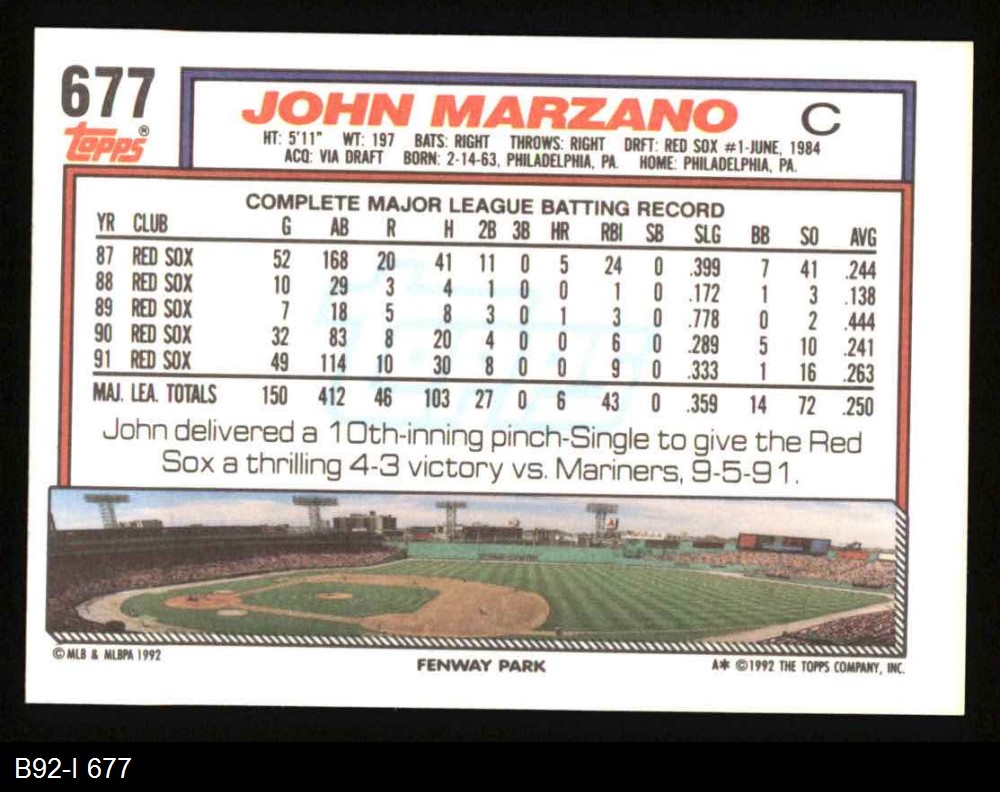 677
Topps®
JOHN MARZANO C
HT: 5'11" WT: 197 BATS: RIGHT THROWS: RIGHT DRFT: RED SOX #1-JUNE, 1984
ACQ: VIA DRAFT BORN: 2-14-63, PHILADELPHIA, PA. HOME: PHILADELPHIA, PA.
COMPLETE MAJOR LEAGUE BATTING RECORD
YR CLUB G AB R H 2B 3B HR RBI SB SLG BB SO AVG
87 RED SOX 52 168 20 41 11 0 5 24 0 .399 7 41 .244
88 RED SOX 10 29 3 4 1 0 0 1 0 .172 1 3 .138
89 RED SOX 7 18 5 8 3 0 1 3 0 .778 0 2 .444
90 RED SOX 32 83 8 20 4 0 0 6 0 .289 5 10 .241
91 RED SOX 49 114 10 30 8 0 0 9 0 .333 1 16 .263
MAJ. LEA. TOTALS 150 412 46 103 27 0 6 43 0 .359 14 72 .250
John delivered a 10th-inning pinch-Single to give the Red
Sox a thrilling 4-3 victory vs. Mariners, 9-5-91.
© MLB & MLBPA 1992
FENWAY PARK
A* ©1992 THE TOPPS COMPANY, INC.
B92-I 677